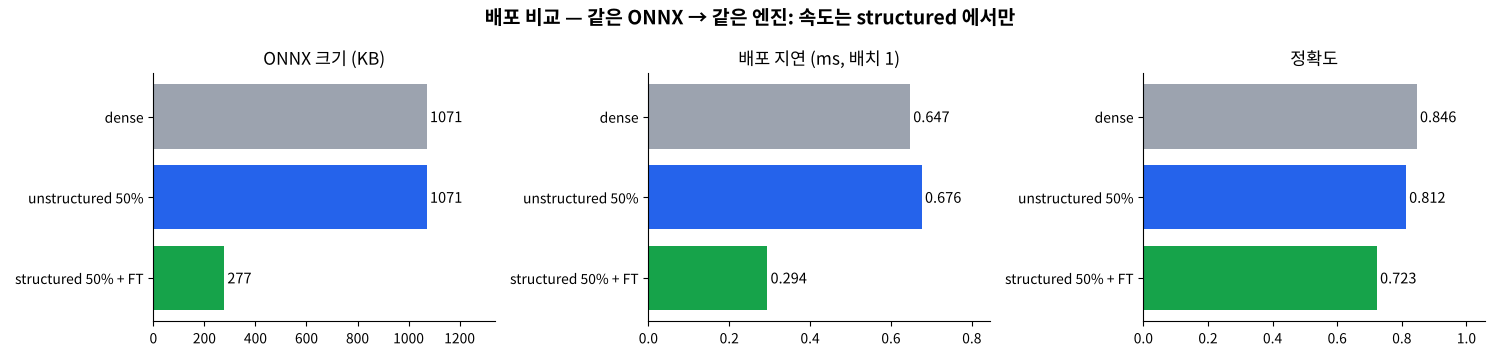 배포 비교 — 같은 ONNX → 같은 엔진: 속도는 structured 에서만
ONNX 크기 (KB)
dense
1071
unstructured 50%
1071
structured 50% + FT
277
0 200 400 600 800 1000 1200
배포 지연 (ms, 배치 1)
dense
0.647
unstructured 50%
0.676
structured 50% + FT
0.294
0.0 0.2 0.4 0.6 0.8
정확도
dense
0.846
unstructured 50%
0.812
structured 50% + FT
0.723
0.0 0.2 0.4 0.6 0.8 1.0